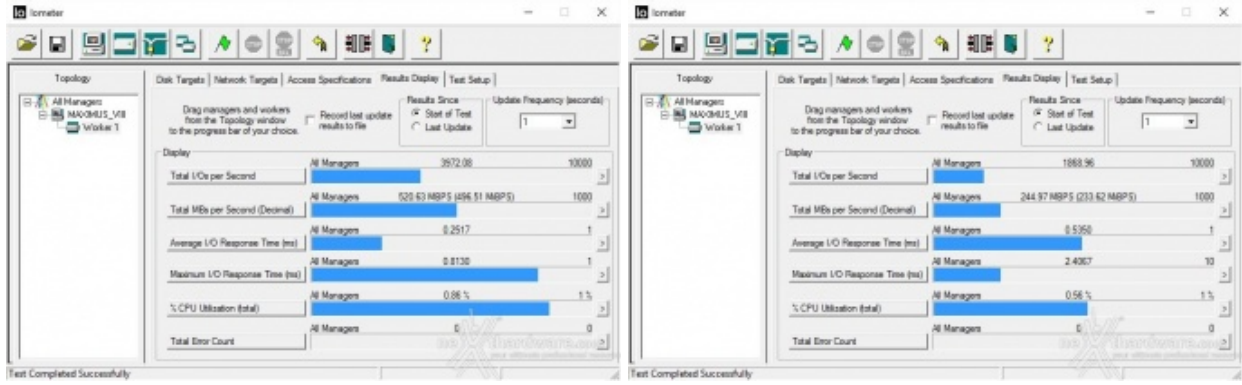 Iometer
Topology
All Managers
MAXIMUS_VIII
Worker 1
Disk Targets | Network Targets | Access Specifications | Results Display | Test Setup
Drag managers and workers
from the Topology window
to the progress bar of your choice.
Record last update
results to file
Results Since
Start of Test
Last Update
Update Frequency (seconds)
1
Display
All Managers 3972.08 10000
Total I/Os per Second
All Managers 520.63 MBPS (496.51 MiBPS) 1000
Total MBs per Second (Decimal)
All Managers 0.2517 1
Average I/O Response Time (ms)
All Managers 0.8130 1
Maximum I/O Response Time (ms)
All Managers 0.86 % 1 %
% CPU Utilization (total)
All Managers 0 0
Total Error Count
Test Completed Successfully
Iometer
Topology
All Managers
MAXIMUS_VIII
Worker 1
Disk Targets | Network Targets | Access Specifications | Results Display | Test Setup
Drag managers and workers
from the Topology window
to the progress bar of your choice.
Record last update
results to file
Results Since
Start of Test
Last Update
Update Frequency (seconds)
1
Display
All Managers 1868.96 10000
Total I/Os per Second
All Managers 244.97 MBPS (233.62 MiBPS) 1000
Total MBs per Second (Decimal)
All Managers 0.5350 1
Average I/O Response Time (ms)
All Managers 2.4067 10
Maximum I/O Response Time (ms)
All Managers 0.56 % 1 %
% CPU Utilization (total)
All Managers 0 0
Total Error Count
Test Completed Successfully